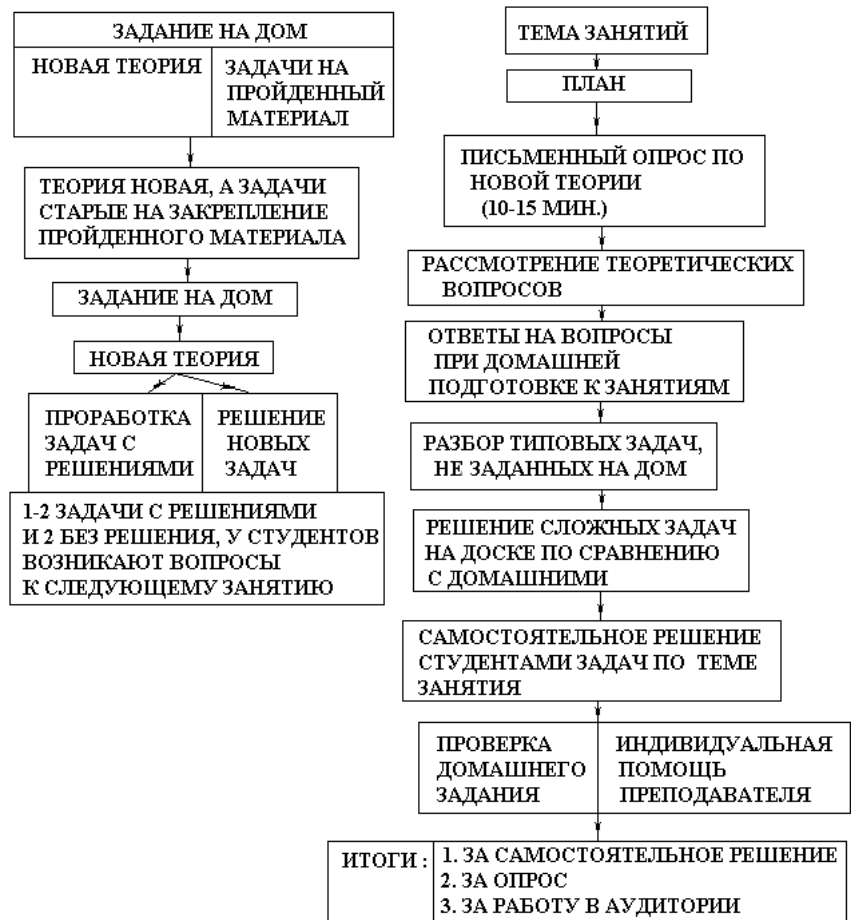 ЗАДАНИЕ НА ДОМ
НОВАЯ ТЕОРИЯ
ЗАДАЧИ НА
ПРОЙДЕННЫЙ
МАТЕРИАЛ
ТЕОРИЯ НОВАЯ, А ЗАДАЧИ
СТАРЫЕ НА ЗАКРЕПЛЕНИЕ
ПРОЙДЕННОГО МАТЕРИАЛА
ЗАДАНИЕ НА ДОМ
НОВАЯ ТЕОРИЯ
ПРОРАБОТКА
ЗАДАЧ С
РЕШЕНИЯМИ
РЕШЕНИЕ
НОВЫХ
ЗАДАЧ
1-2 ЗАДАЧИ С РЕШЕНИЯМИ
И 2 БЕЗ РЕШЕНИЯ, У СТУДЕНТОВ
ВОЗНИКАЮТ ВОПРОСЫ
К СЛЕДУЮЩЕМУ ЗАНЯТИЮ
ТЕМА ЗАНЯТИЙ
ПЛАН
ПИСЬМЕННЫЙ ОПРОС ПО
НОВОЙ ТЕОРИИ
(10-15 МИН.)
РАССМОТРЕНИЕ ТЕОРЕТИЧЕСКИХ
ВОПРОСОВ
ОТВЕТЫ НА ВОПРОСЫ
ПРИ ДОМАШНЕЙ
ПОДГОТОВКЕ К ЗАНЯТИЯМ
РАЗБОР ТИПОВЫХ ЗАДАЧ,
НЕ ЗАДАННЫХ НА ДОМ
РЕШЕНИЕ СЛОЖНЫХ ЗАДАЧ
НА ДОСКЕ ПО СРАВНЕНИЮ
С ДОМАШНИМИ
САМОСТОЯТЕЛЬНОЕ РЕШЕНИЕ
СТУДЕНТАМИ ЗАДАЧ ПО ТЕМЕ
ЗАНЯТИЯ
ПРОВЕРКА
ДОМАШНЕГО
ЗАДАНИЯ
ИНДИВИДУАЛЬНАЯ
ПОМОЩЬ
ПРЕПОДАВАТЕЛЯ
ИТОГИ :
1. ЗА САМОСТОЯТЕЛЬНОЕ РЕШЕНИЕ
2. ЗА ОПРОС
3. ЗА РАБОТУ В АУДИТОРИИ